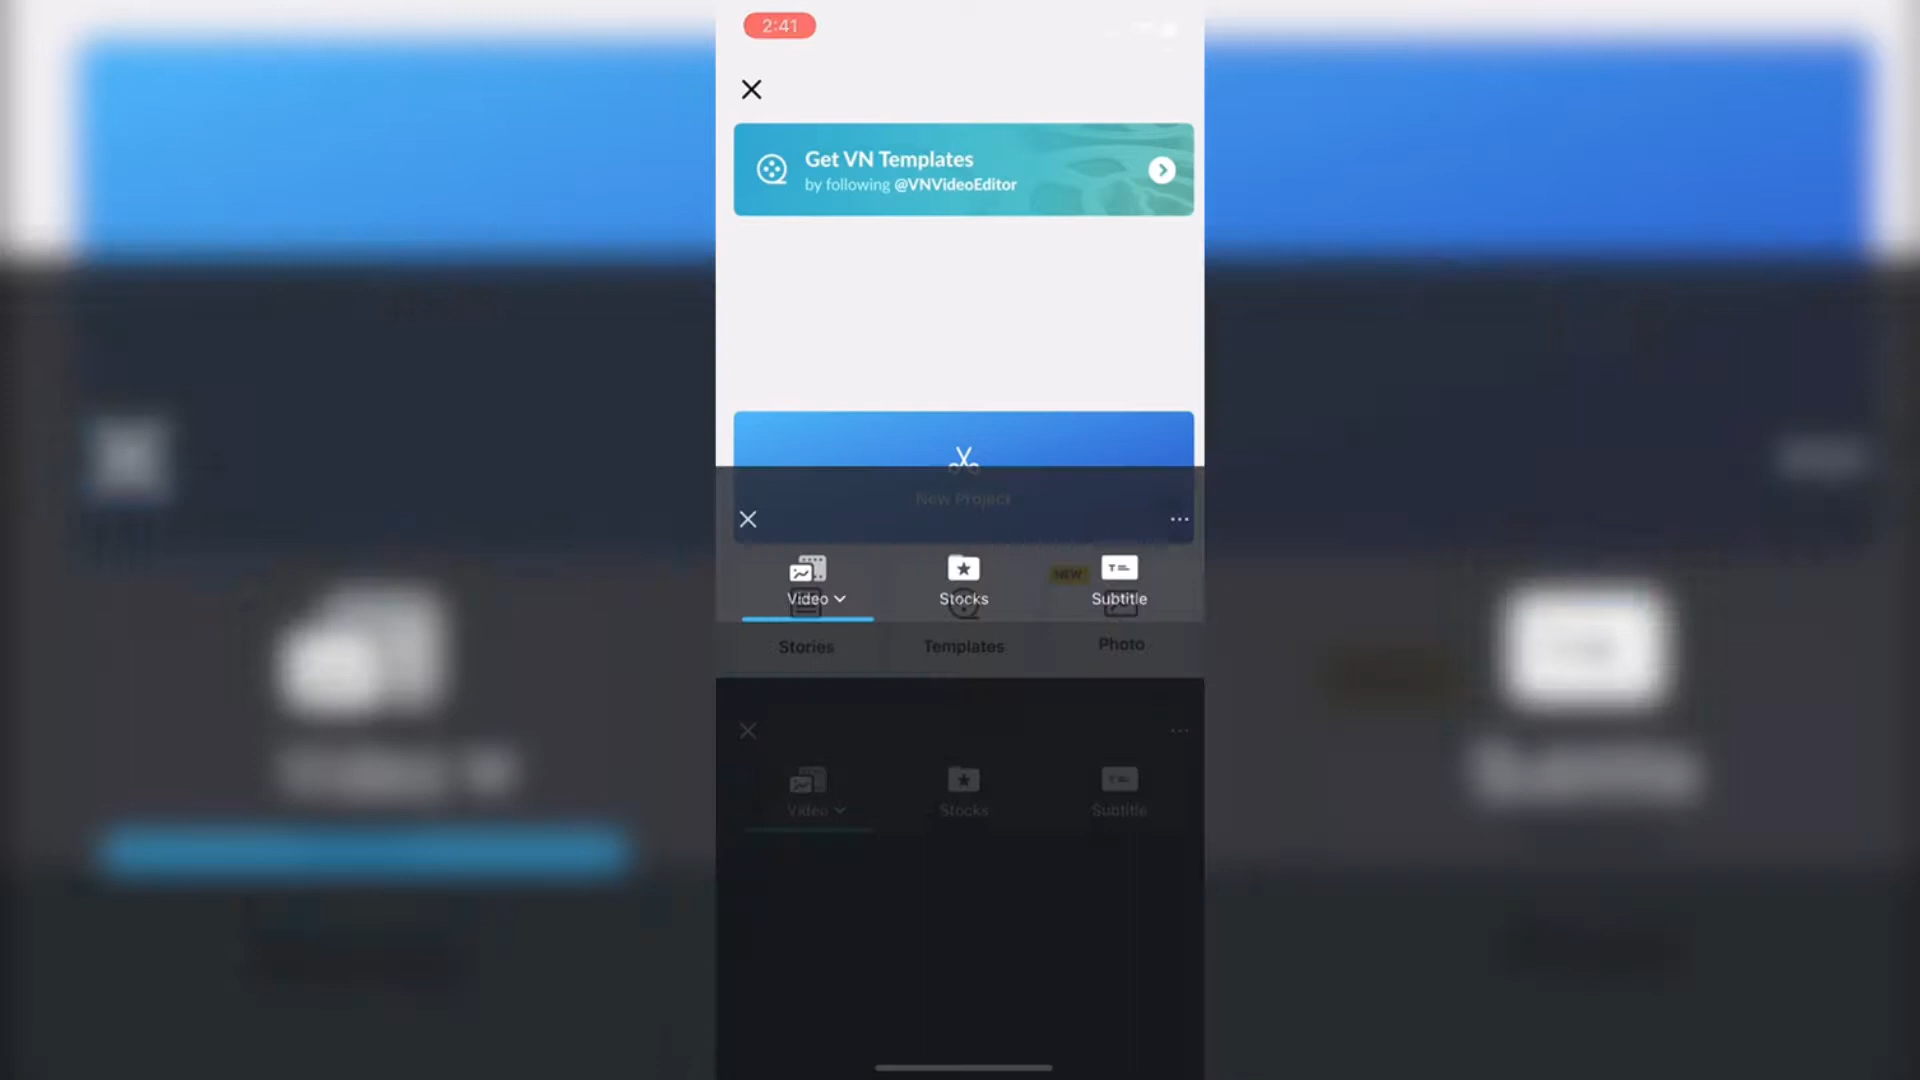 2:41
Get VN Templates
by following @VNVideoEditor
New Project
NEW
Video
Stocks
Subtitle
Stories
Templates
Photo
Video
Stocks
Subtitle